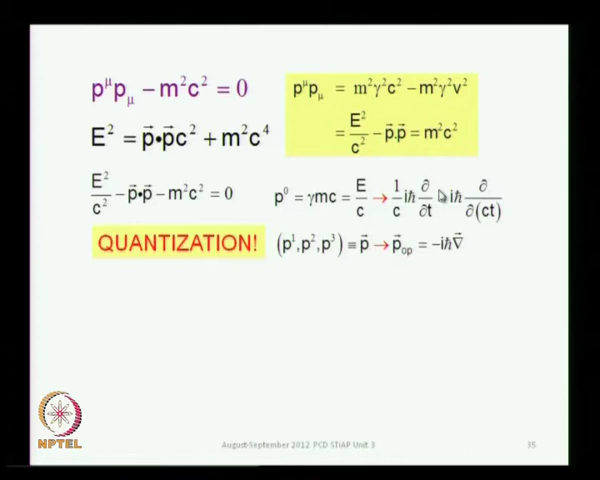 p^μ p_μ − m²c² = 0
p^μ p_μ = m²γ²c² − m²γ²v²
= E²/c² − p⃗.p⃗ = m²c²
E² = p⃗•p⃗c² + m²c⁴
E²/c² − p⃗•p⃗ − m²c² = 0
p⁰ = γmc = E/c → 1/c iħ ∂/∂t iħ ∂/∂(ct)
QUANTIZATION!
(p¹,p²,p³) ≡ p⃗ → p⃗_op = −iħ∇⃗
NPTEL
August-September 2012 PCD STiAP Unit 3
35